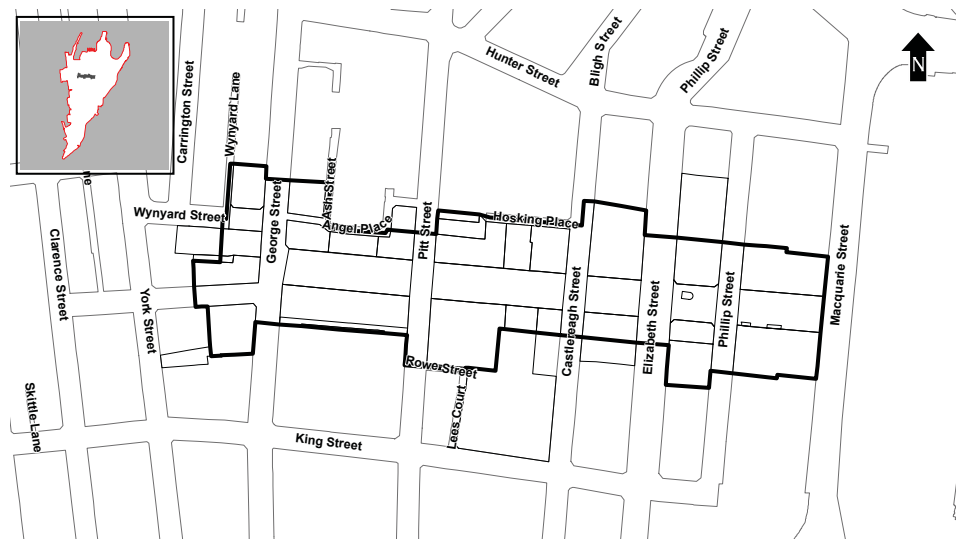 Hunter Street
Bligh Street
Phillip Street
N
Carrington Street
Wynyard Lane
ne
Wynyard Street
George Street
Ash Street
Angel Place
Pitt Street
Hosking Place
Clarence Street
York Street
Castlereagh Street
Elizabeth Street
Phillip Street
Macquarie Street
Rowe Street
Lees Court
Skittle Lane
King Street